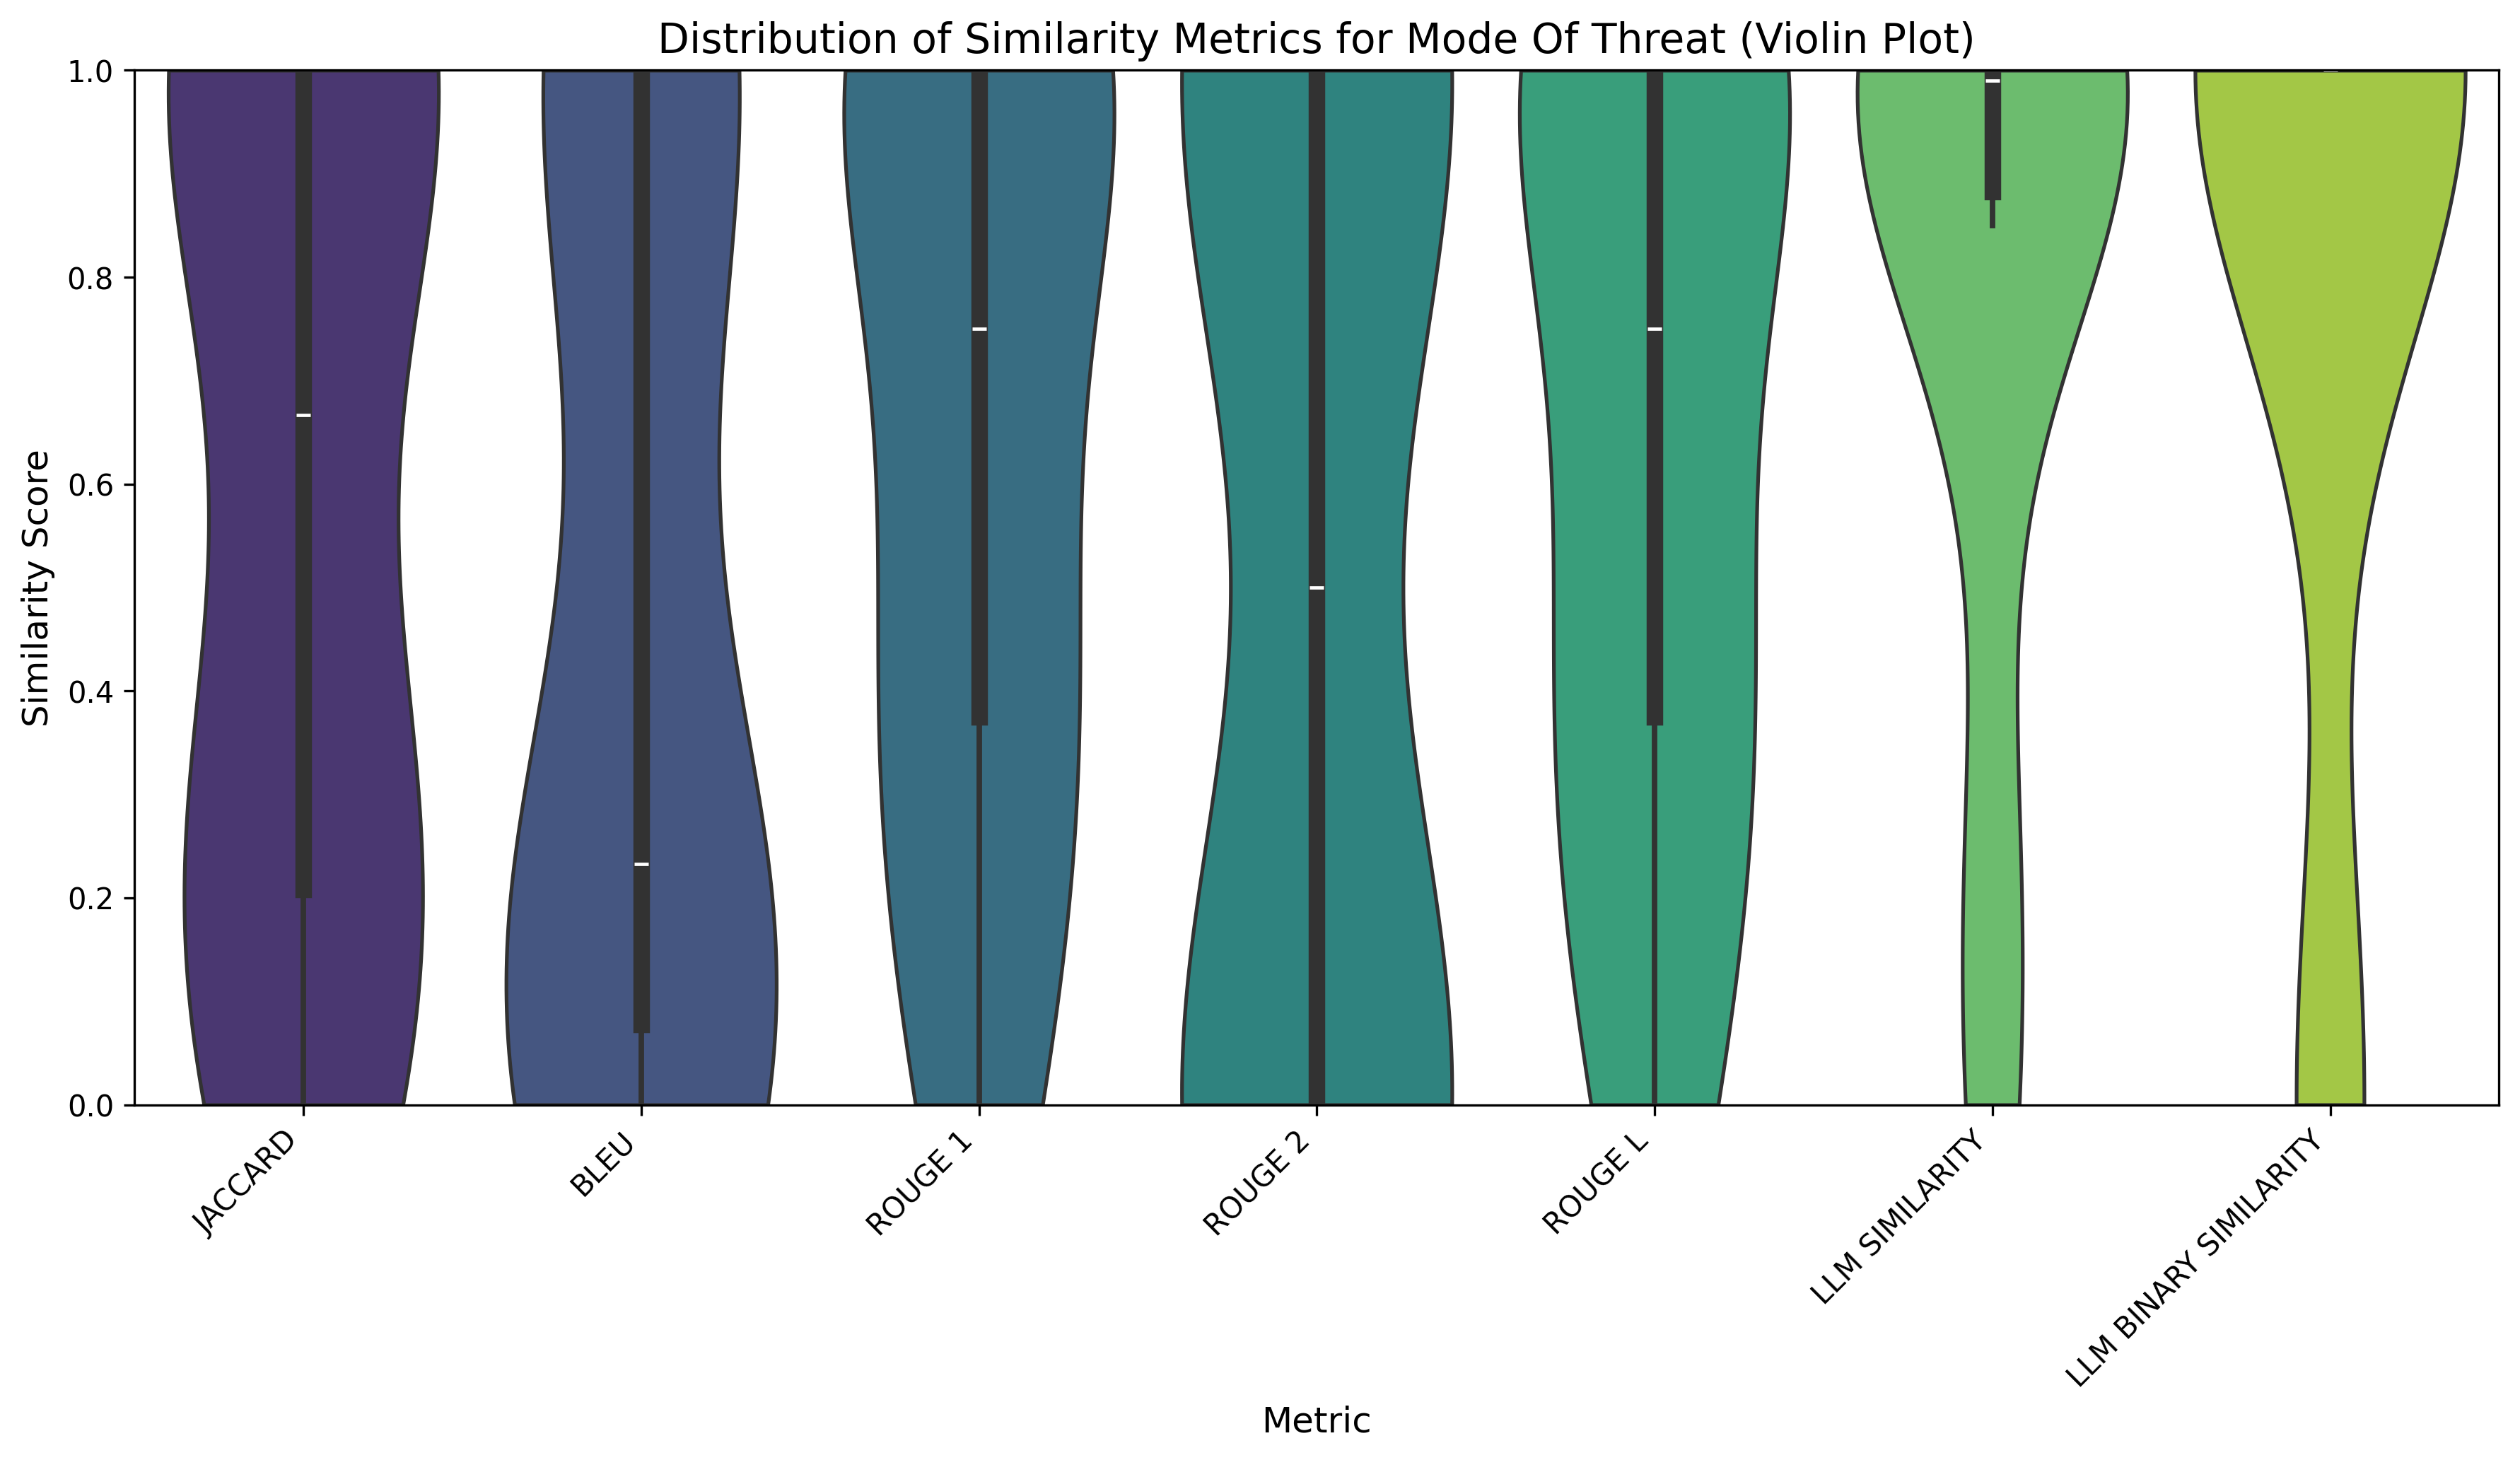 Distribution of Similarity Metrics for Mode Of Threat (Violin Plot)
Similarity Score
1.0
0.8
0.6
0.4
0.2
0.0
JACCARD
BLEU
ROUGE 1
ROUGE 2
ROUGE L
LLM SIMILARITY
LLM BINARY SIMILARITY
Metric